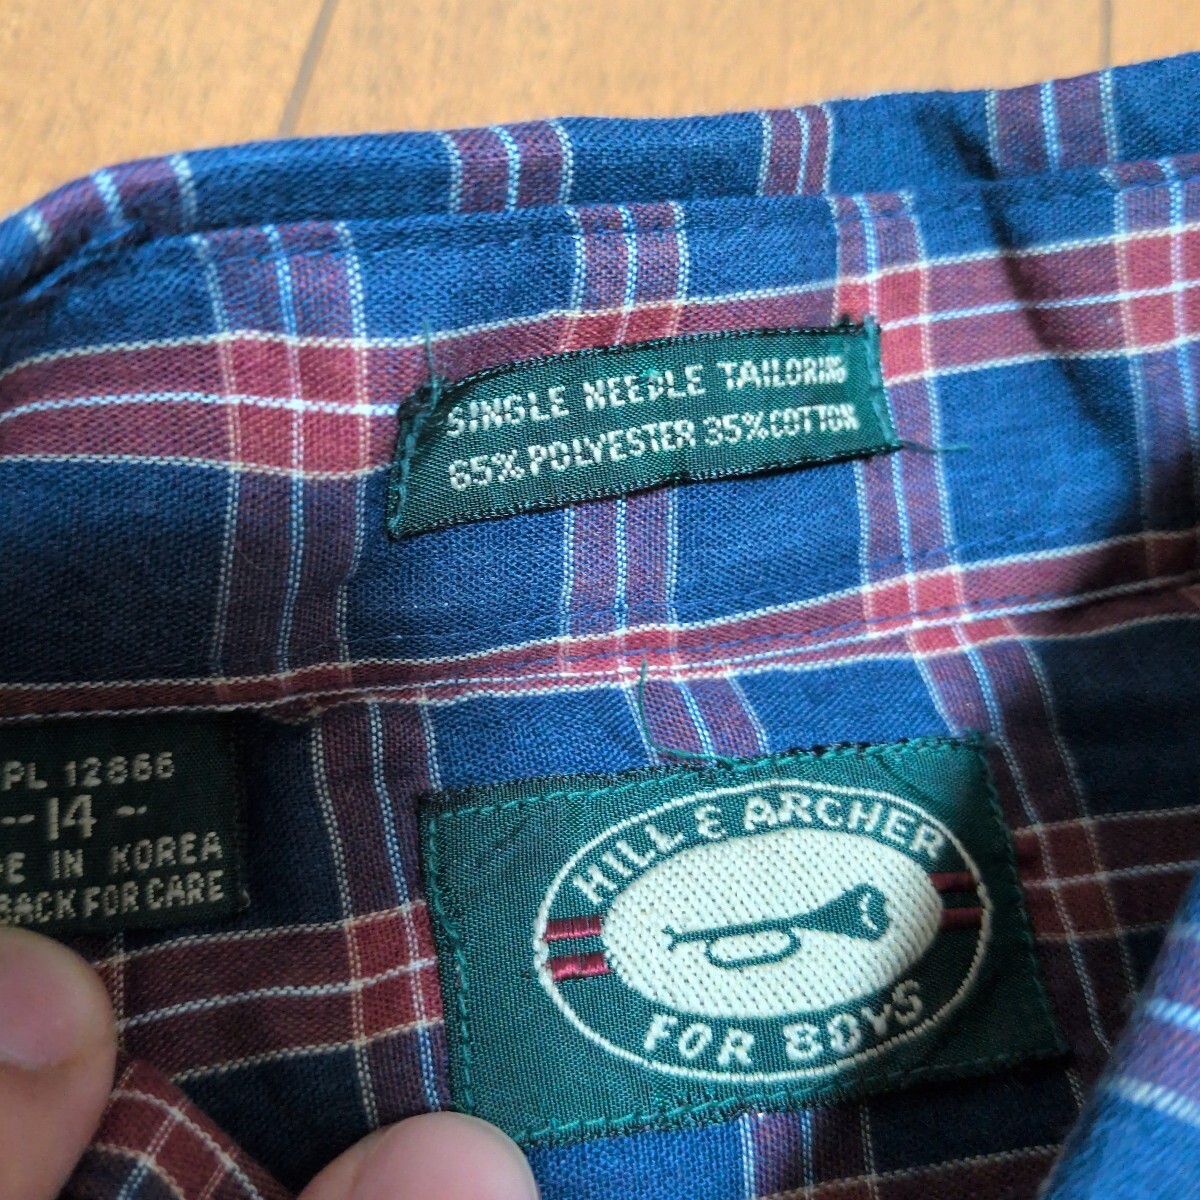 SINGLE NEEDLE TAILORING
65% POLYESTER 35% COTTON
PL 12866
-- 14 --
DE IN KOREA
BACK FOR CARE
HILL & ARCHER
FOR BOYS